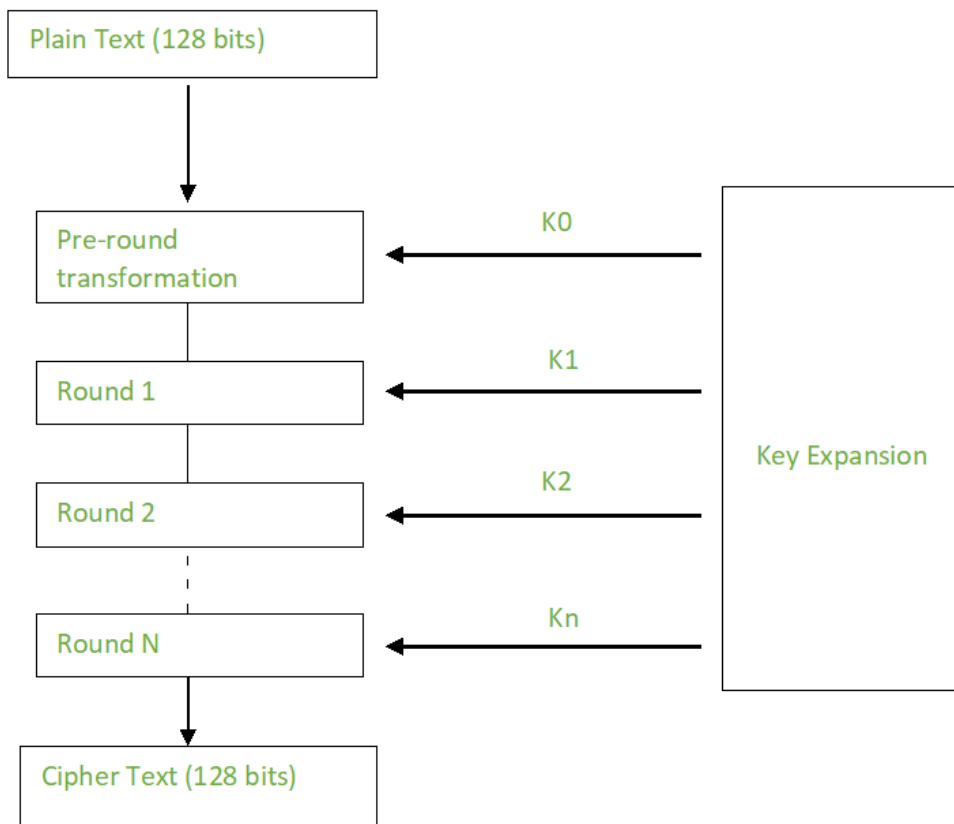 Plain Text (128 bits)
K0
Pre-round
transformation
K1
Round 1
Key Expansion
K2
Round 2
Kn
Round N
Cipher Text (128 bits)